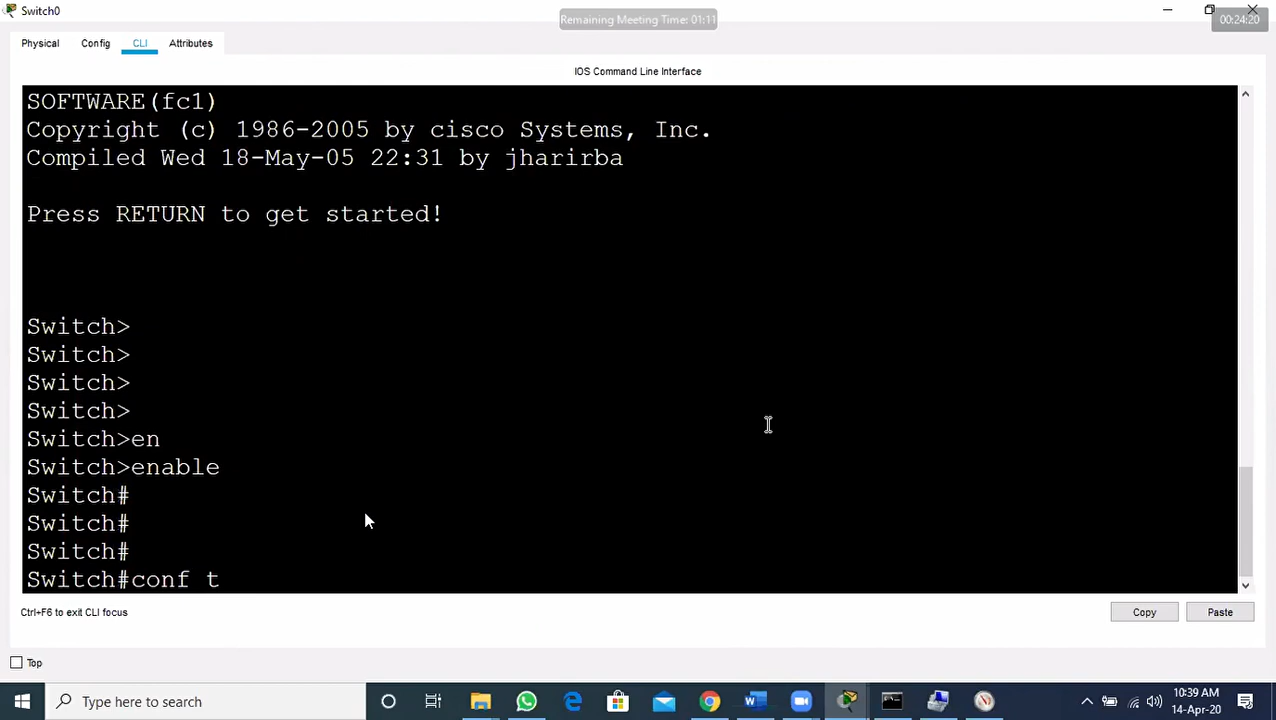 Switch0
Remaining Meeting Time: 01:11
00:24:20
Physical
Config
CLI
Attributes
IOS Command Line Interface
SOFTWARE(fc1)
Copyright (c) 1986-2005 by cisco Systems, Inc.
Compiled Wed 18-May-05 22:31 by jharirba
Press RETURN to get started!
Switch>
Switch>
Switch>
Switch>
Switch>en
Switch>enable
Switch#
Switch#
Switch#
Switch#conf t
Ctrl+F6 to exit CLI focus
Copy
Paste
Top
Type here to search
10:39 AM
14-Apr-20